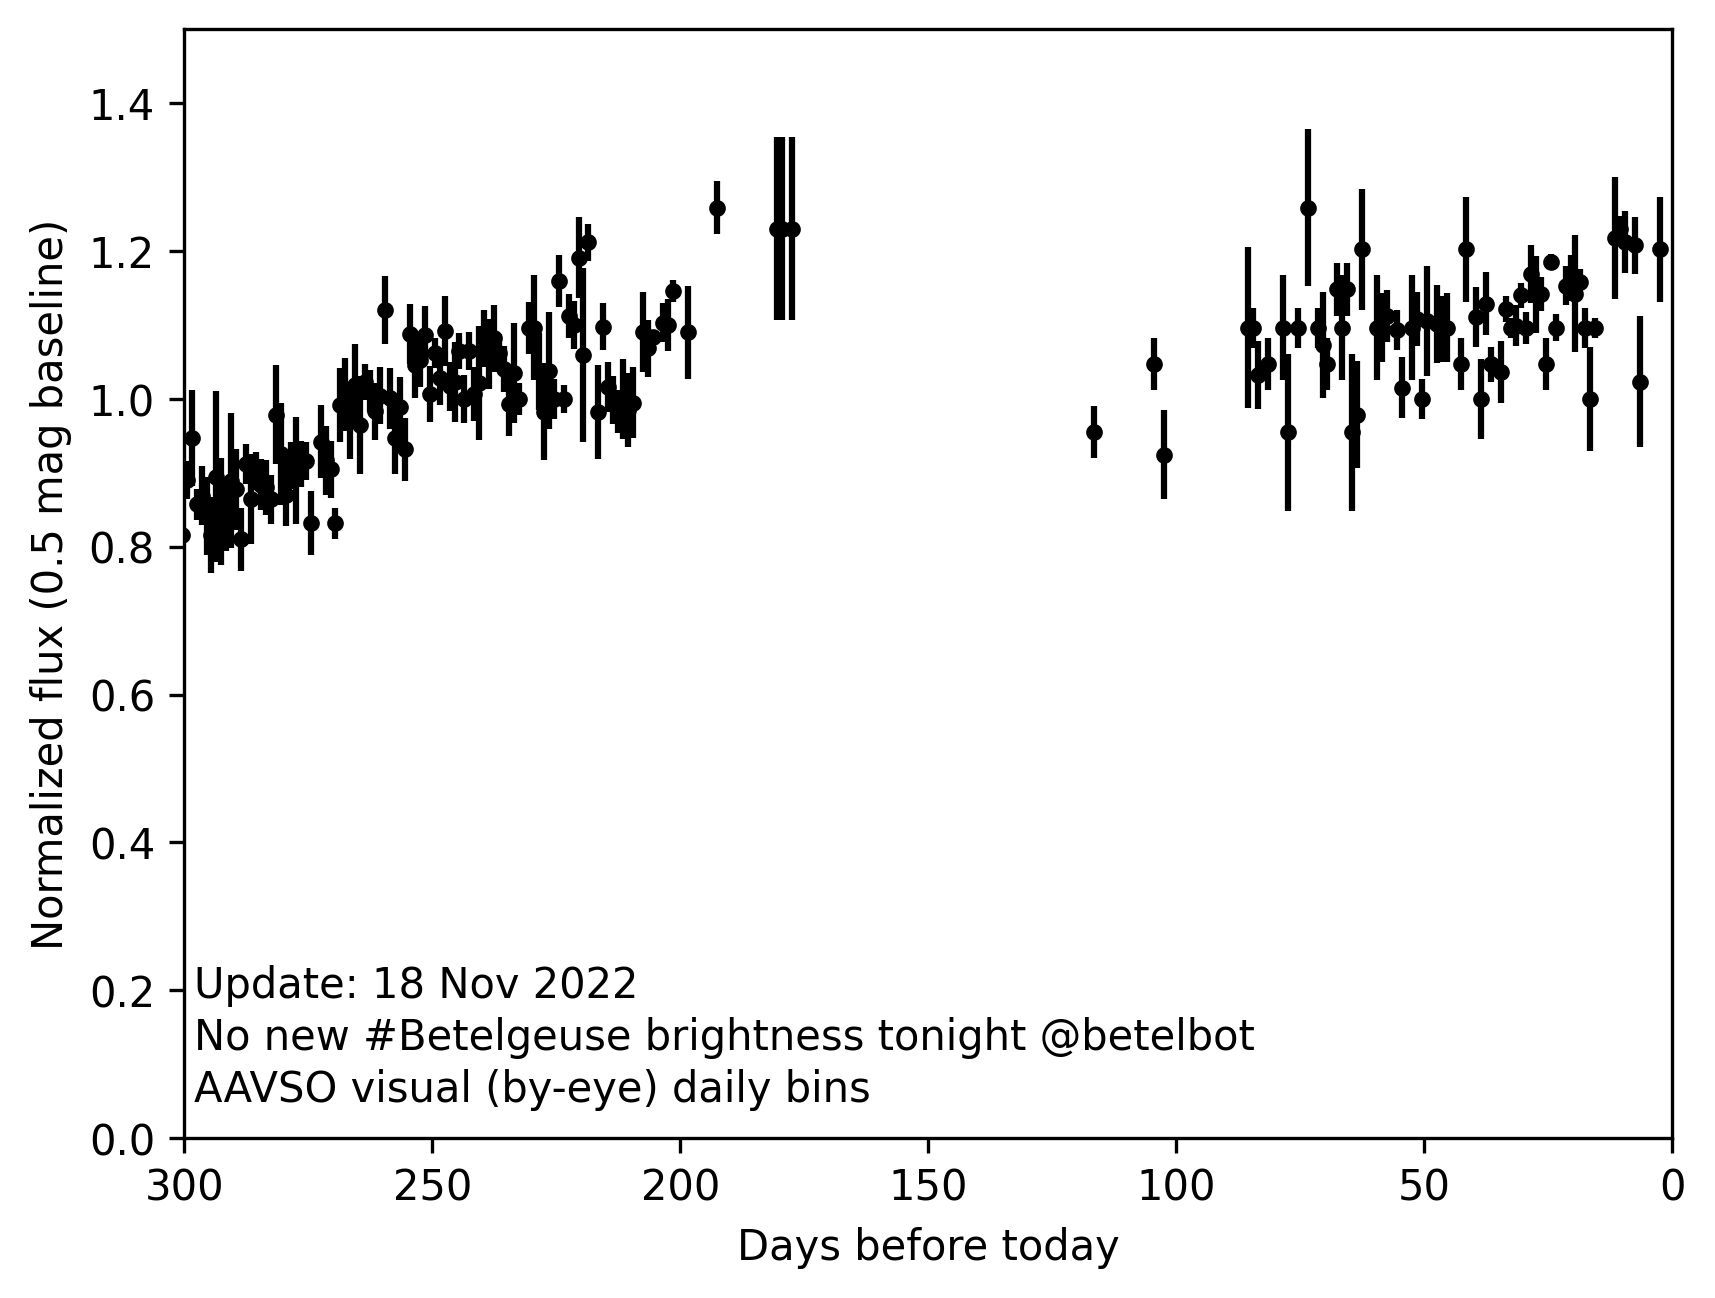 1.4
1.2
1.0
0.8
0.6
0.4
0.2
0.0
Normalized flux (0.5 mag baseline)
Update: 18 Nov 2022
No new #Betelgeuse brightness tonight @betelbot
AAVSO visual (by-eye) daily bins
300 250 200 150 100 50 0
Days before today